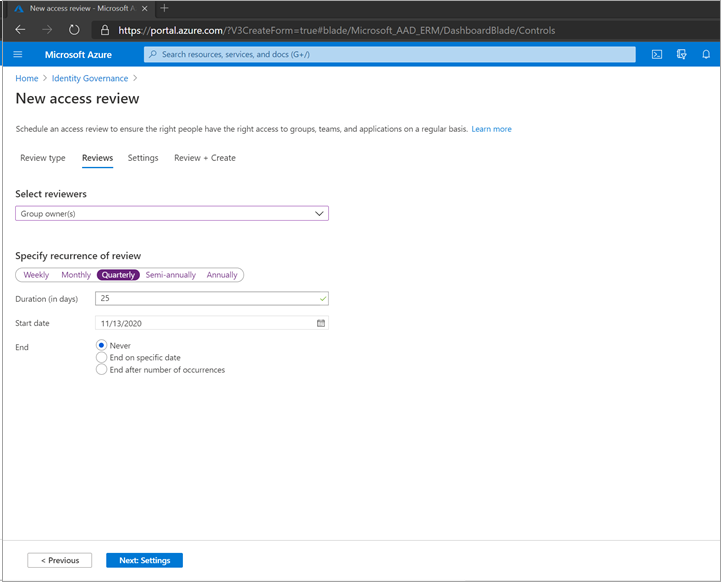 New access review - Microsoft A
https://portal.azure.com/?V3CreateForm=true#blade/Microsoft_AAD_ERM/DashboardBlade/Controls
Microsoft Azure
Search resources, services, and docs (G+/)
Home > Identity Governance >
New access review
Schedule an access review to ensure the right people have the right access to groups, teams, and applications on a regular basis. Learn more
Review type Reviews Settings Review + Create
Select reviewers
Group owner(s)
Specify recurrence of review
Weekly Monthly Quarterly Semi-annually Annually
Duration (in days) 25
Start date 11/13/2020
End Never
End on specific date
End after number of occurrences
< Previous Next: Settings